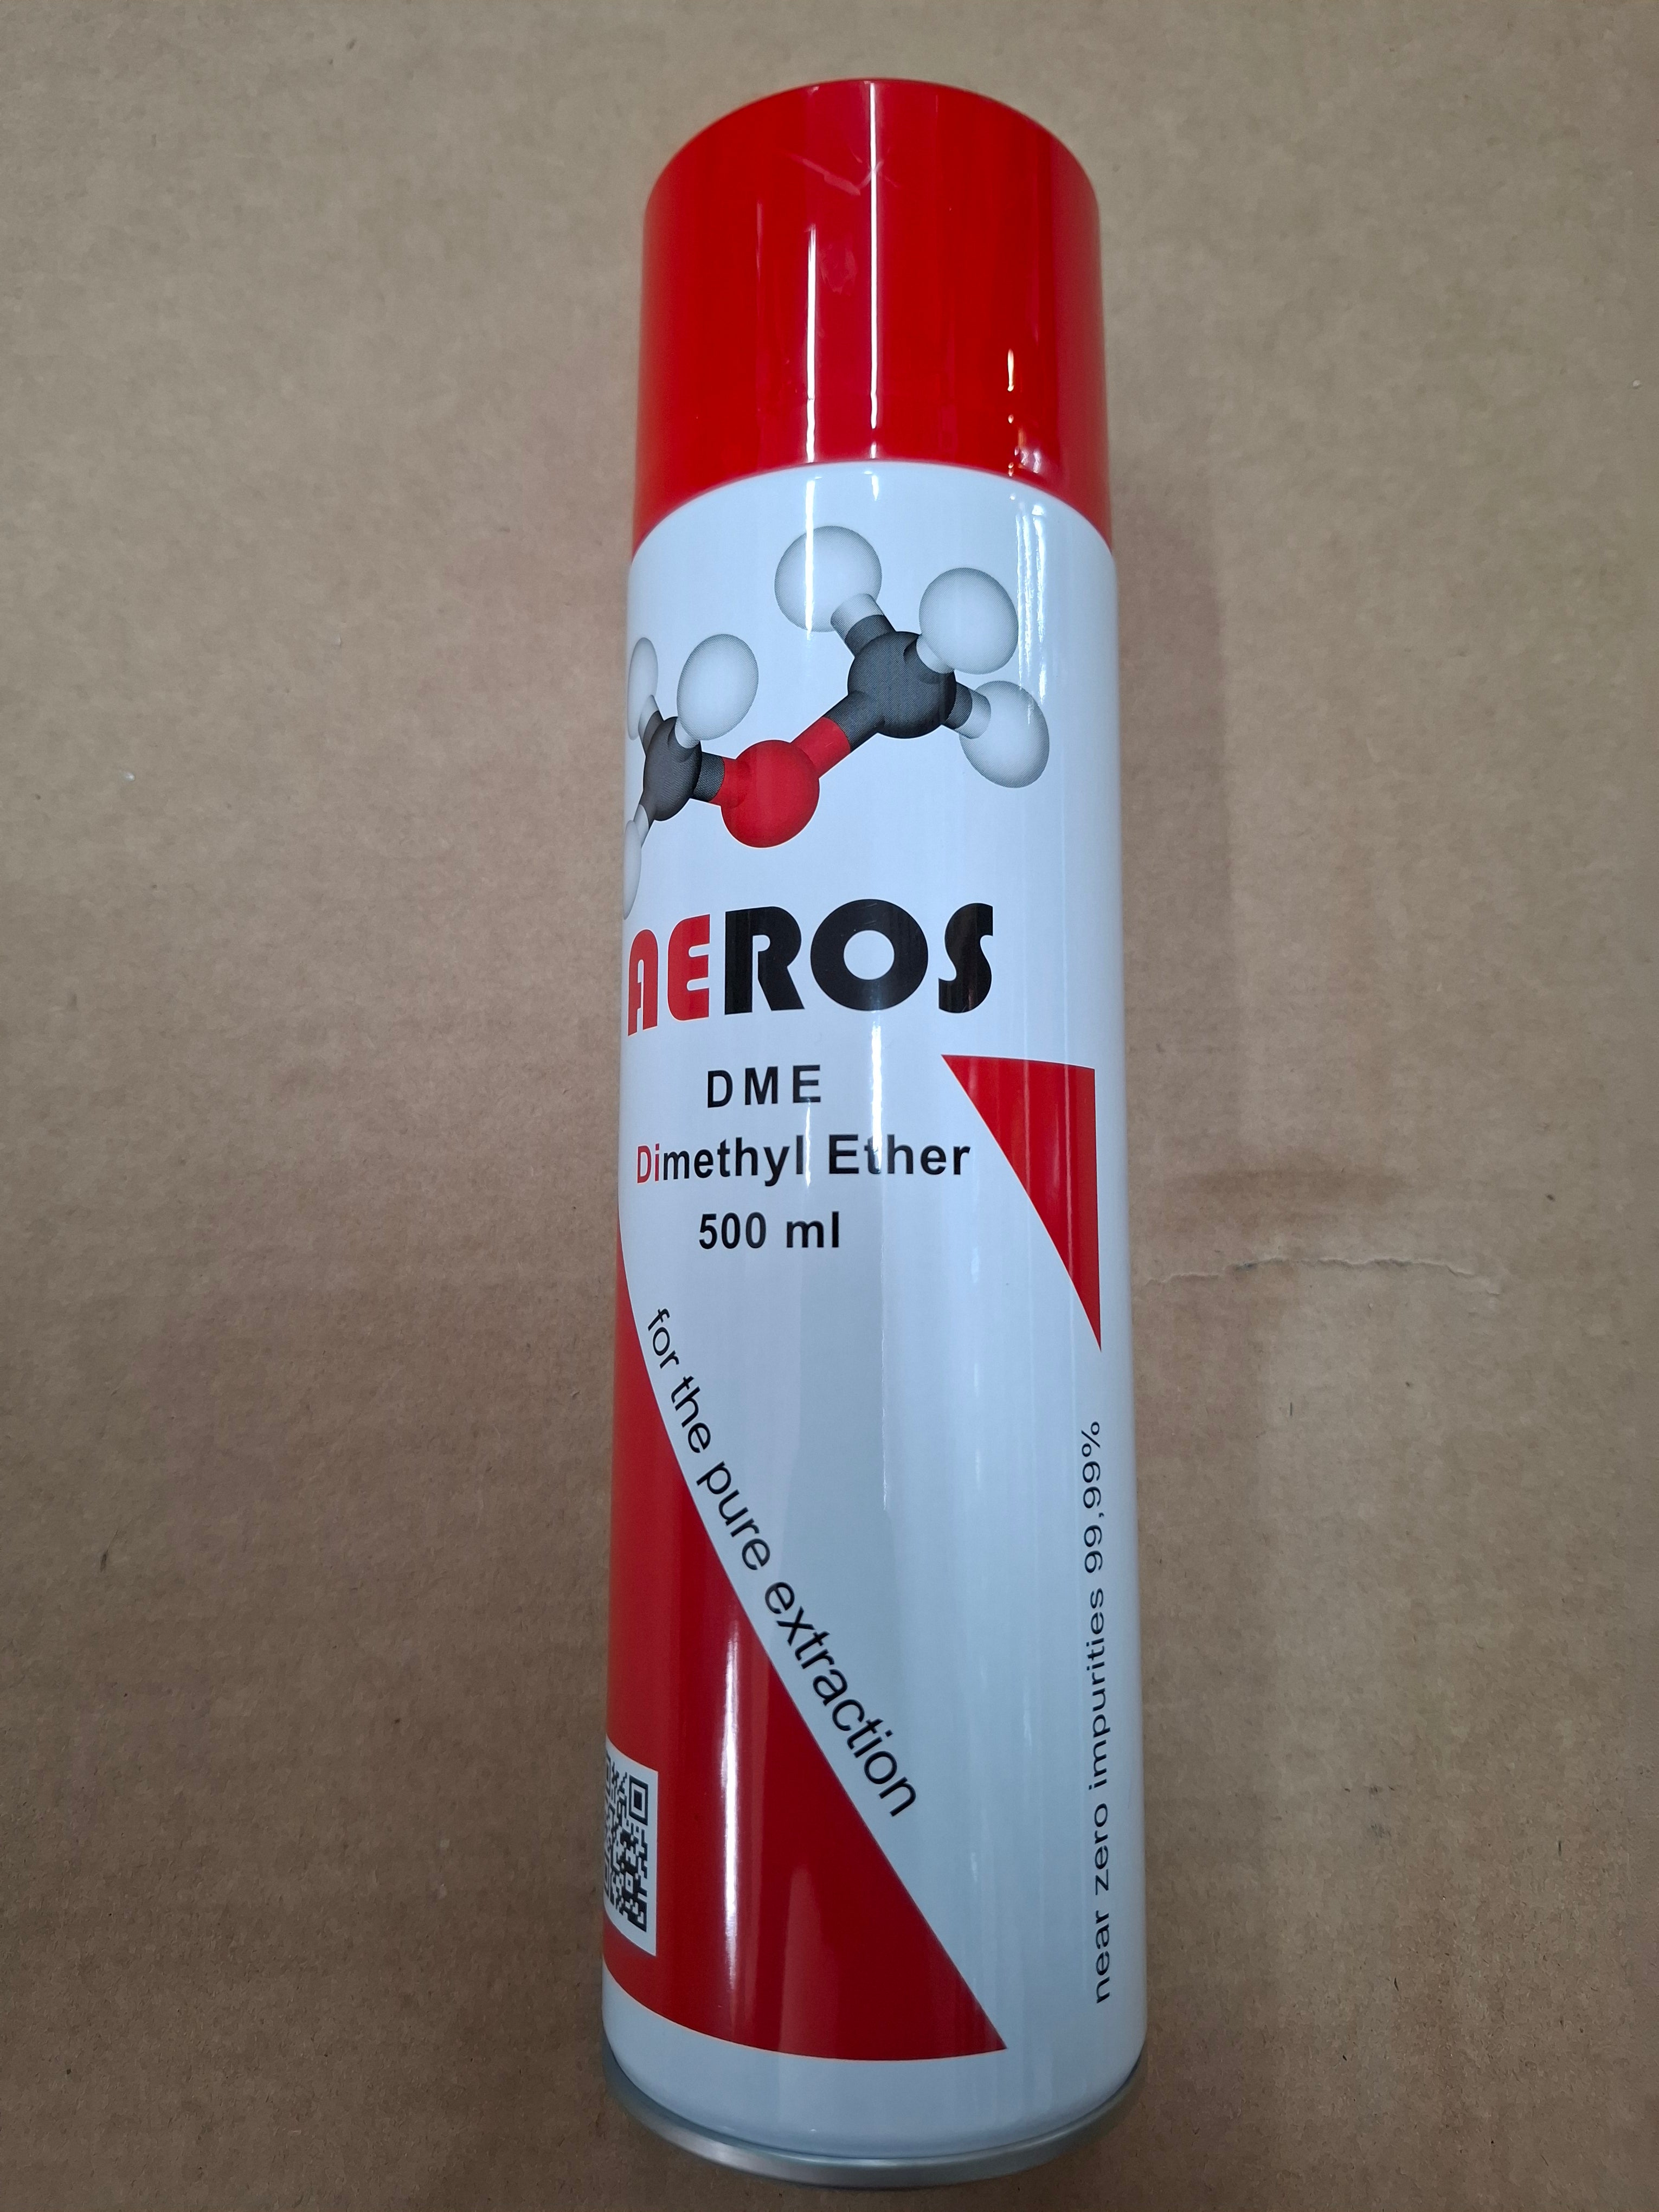 AEROS
DME
Dimethyl Ether
500 ml
for the pure extraction
near zero impurities 99,99%